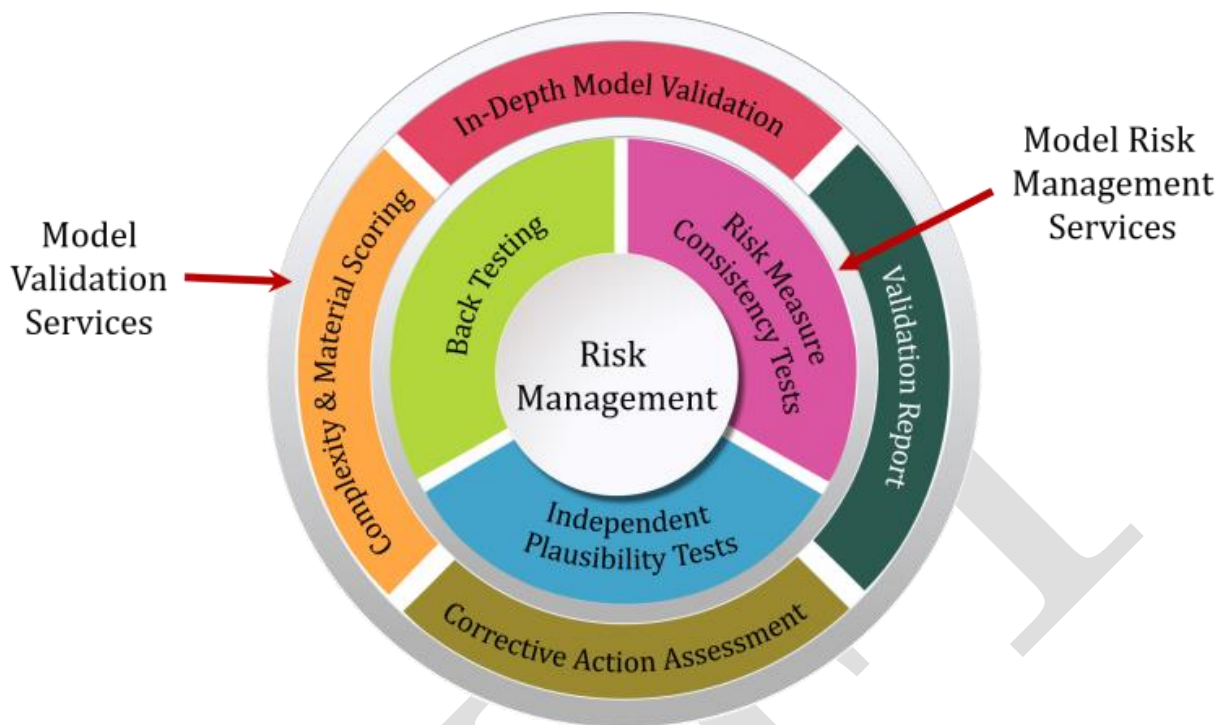 In-Depth Model Validation
Model Risk
Management
Services
Model
Validation
Services
Complexity & Material Scoring
Back Testing
Risk Measure
Consistency Tests
Validation Report
Risk
Management
Independent
Plausibility Tests
Corrective Action Assessment